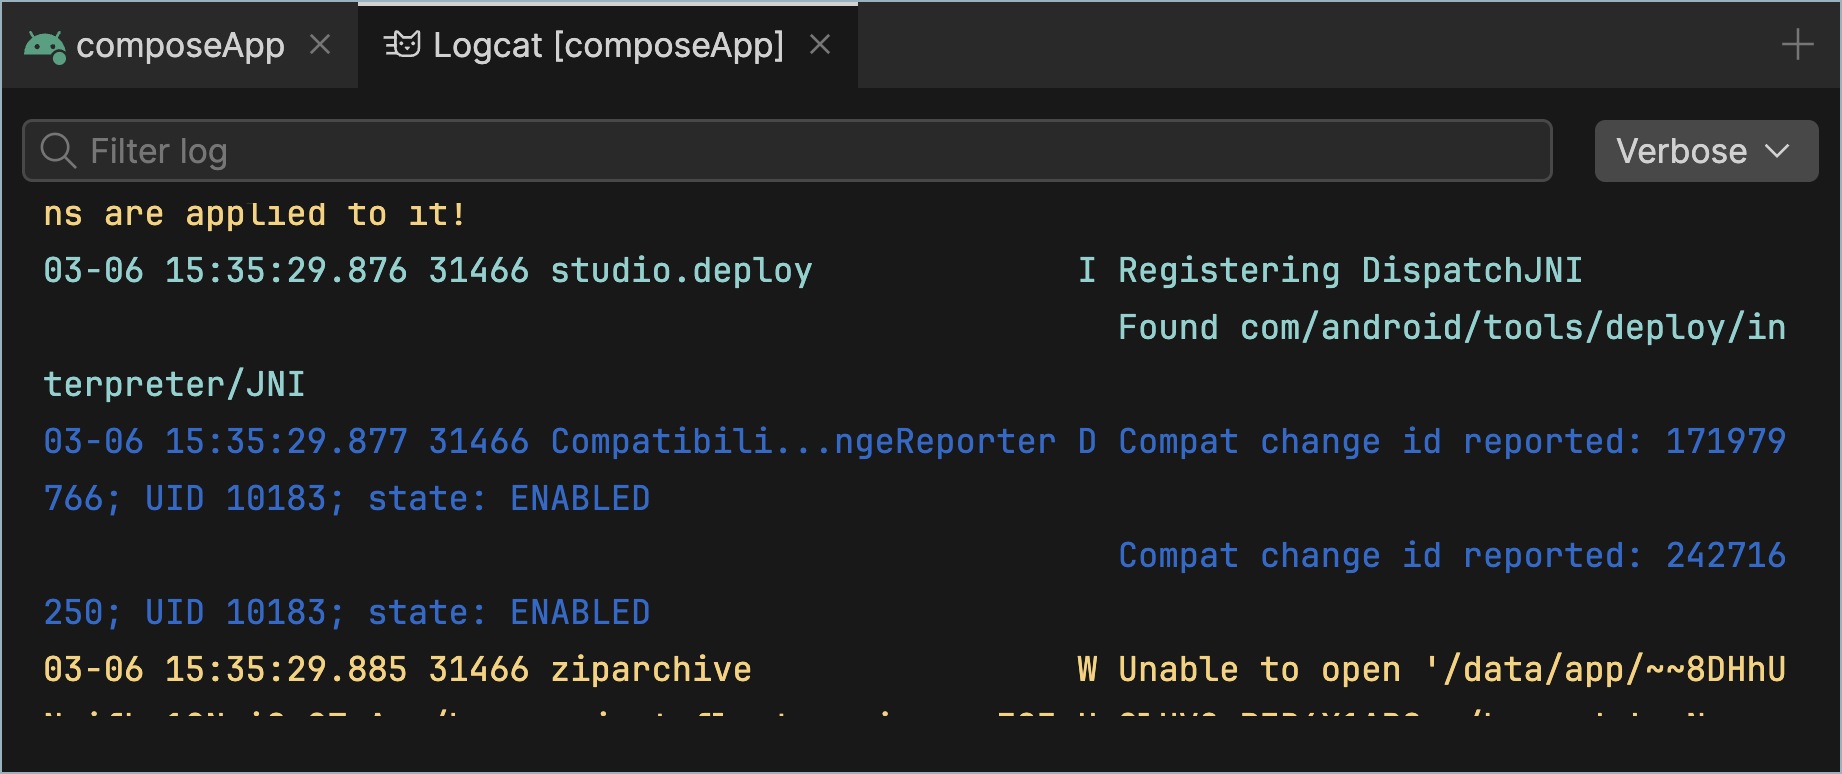 composeApp
Logcat [composeApp]
Filter log
Verbose
ns are applied to it!
03-06 15:35:29.876 31466 studio.deploy I Registering DispatchJNI
Found com/android/tools/deploy/in
terpreter/JNI
03-06 15:35:29.877 31466 Compatibili...ngeReporter D Compat change id reported: 171979
766; UID 10183; state: ENABLED
Compat change id reported: 242716
250; UID 10183; state: ENABLED
03-06 15:35:29.885 31466 ziparchive W Unable to open '/data/app/~~8DHhU